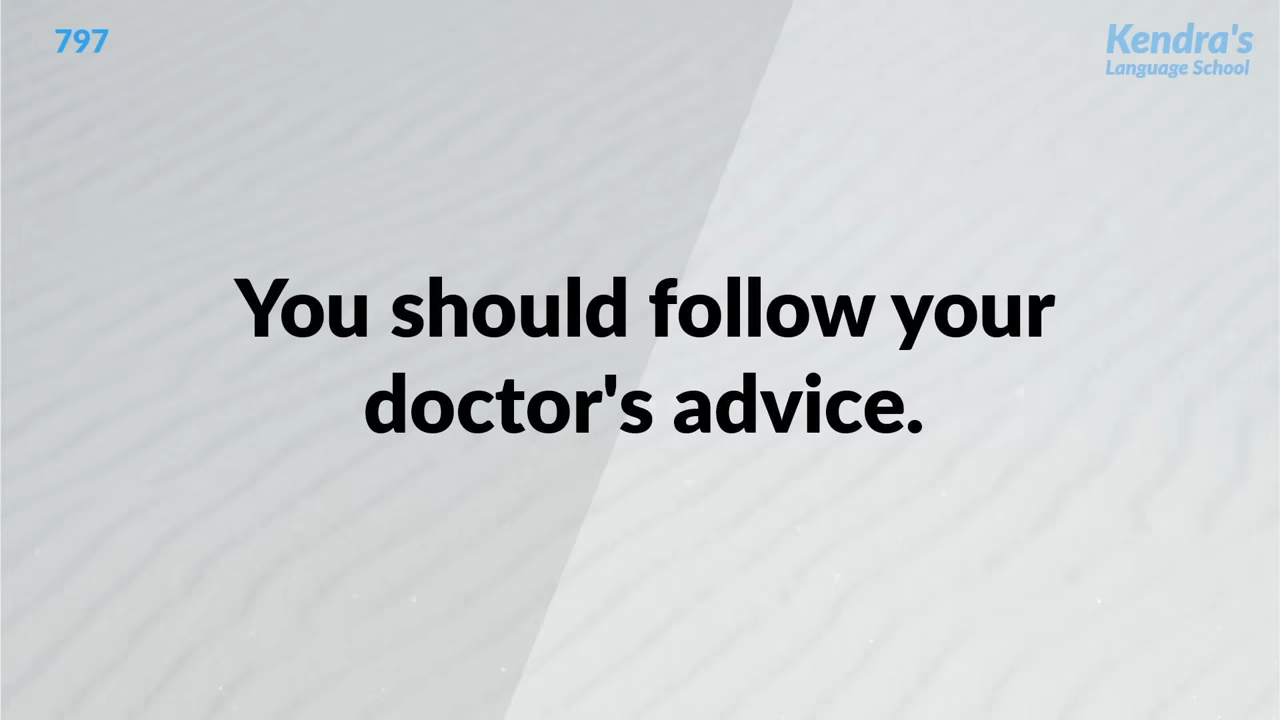 797
Kendra's
Language School
You should follow your
doctor's advice.